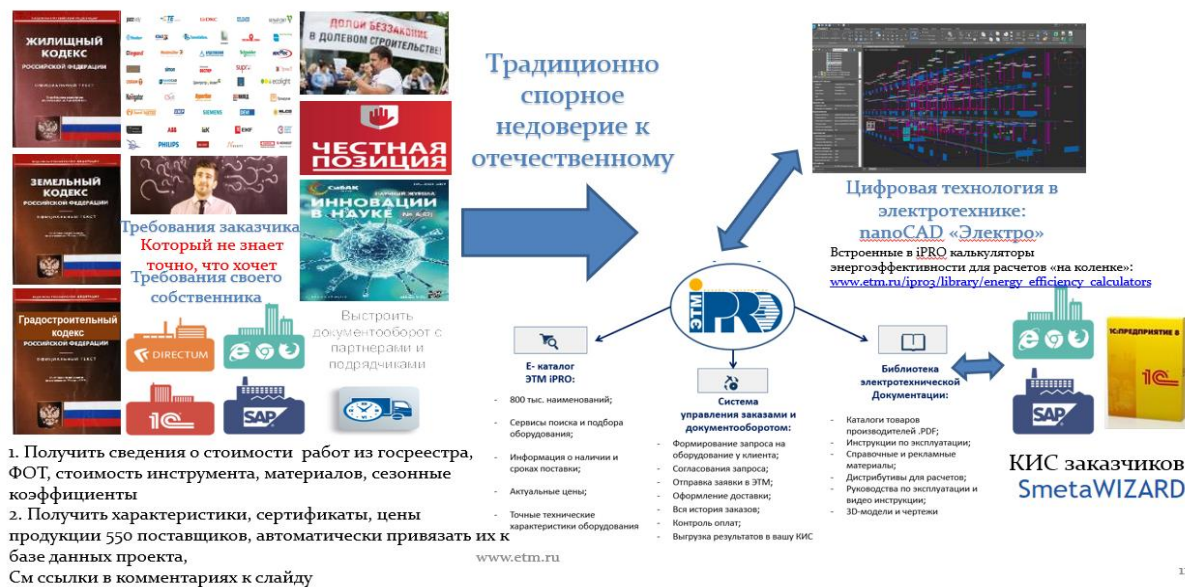 ЖИЛИЩНЫЙ
КОДЕКС
РОССИЙСКОЙ ФЕДЕРАЦИИ
ЗЕМЕЛЬНЫЙ
КОДЕКС
РОССИЙСКОЙ ФЕДЕРАЦИИ
Градостроительный
кодекс
РОССИЙСКОЙ ФЕДЕРАЦИИ
SIEMENS
ABB
PHILIPS
ДОЛОЙ БЕЗЗАКОНИЕ
В ДОЛЕВОМ СТРОИТЕЛЬСТВЕ!
ЧЕСТНАЯ
ПОЗИЦИЯ
СибАК
ИННОВАЦИИ
В НАУКЕ
Требования заказчика
Который не знает
точно, что хочет
Требования своего
собственника
DIRECTUM
1С
SAP
Выстроить
документооборот с
партнерами и
подрядчиками
1. Получить сведения о стоимости работ из госреестра,
ФОТ, стоимость инструмента, материалов, сезонные
коэффициенты
2. Получить характеристики, сертификаты, цены
продукции 550 поставщиков, автоматически привязать их к
базе данных проекта,
См ссылки в комментариях к слайду
Традиционно
спорное
недоверие к
отечественному
ЭТМ iPRO
Е- каталог
ЭТМ iPRO:
- 800 тыс. наименований;
- Сервисы поиска и подбора
оборудования;
- Информация о наличии и
сроках поставки;
- Актуальные цены;
- Точные технические
характеристики оборудования
www.etm.ru
Система
управления заказами и
документооборотом:
- Формирование запроса на
оборудование у клиента;
- Согласования запроса;
- Отправка заявки в ЭТМ;
- Оформление доставки;
- Вся история заказов;
- Контроль оплат;
- Выгрузка результатов в вашу КИС
Цифровая технология в
электротехнике:
nanoCAD «Электро»
Встроенные в iPRO калькуляторы
энергоэффективности для расчетов «на коленке»:
www.etm.ru/ipro3/library/energy_efficiency_calculators
Библиотека
электротехнической
Документации:
- Каталоги товаров
производителей .PDF;
- Инструкции по эксплуатации;
- Справочные и рекламные
материалы;
- Дистрибутивы для расчетов;
- Руководства по эксплуатации и
видео инструкции;
- 3D-модели и чертежи
SAP
1С:ПРЕДПРИЯТИЕ 8
1С
КИС заказчиков
SmetaWIZARD